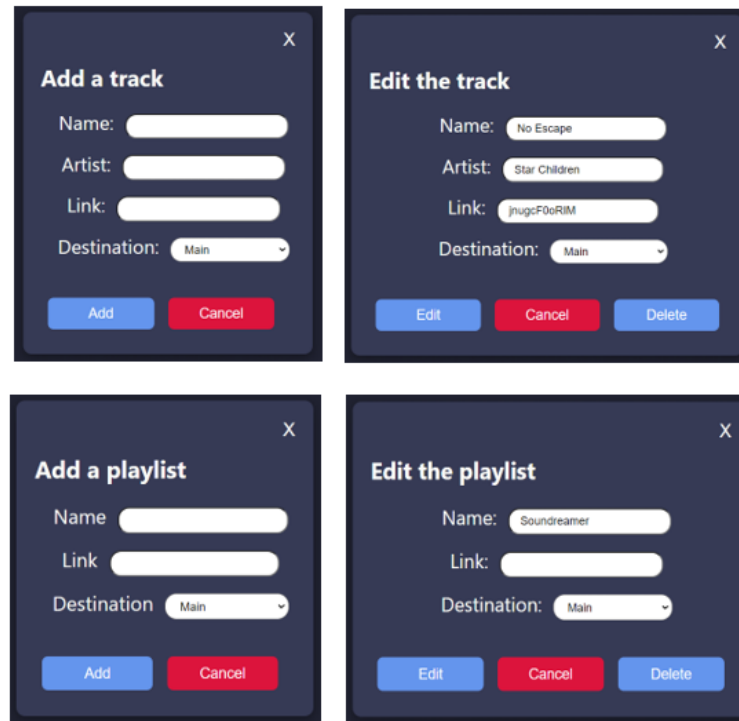 X
Add a track
Name:
Artist:
Link:
Destination: Main
Add Cancel
X
Edit the track
Name: No Escape
Artist: Star Children
Link: jnugcF0oRlM
Destination: Main
Edit Cancel Delete
X
Add a playlist
Name
Link
Destination Main
Add Cancel
X
Edit the playlist
Name: Soundreamer
Link:
Destination: Main
Edit Cancel Delete